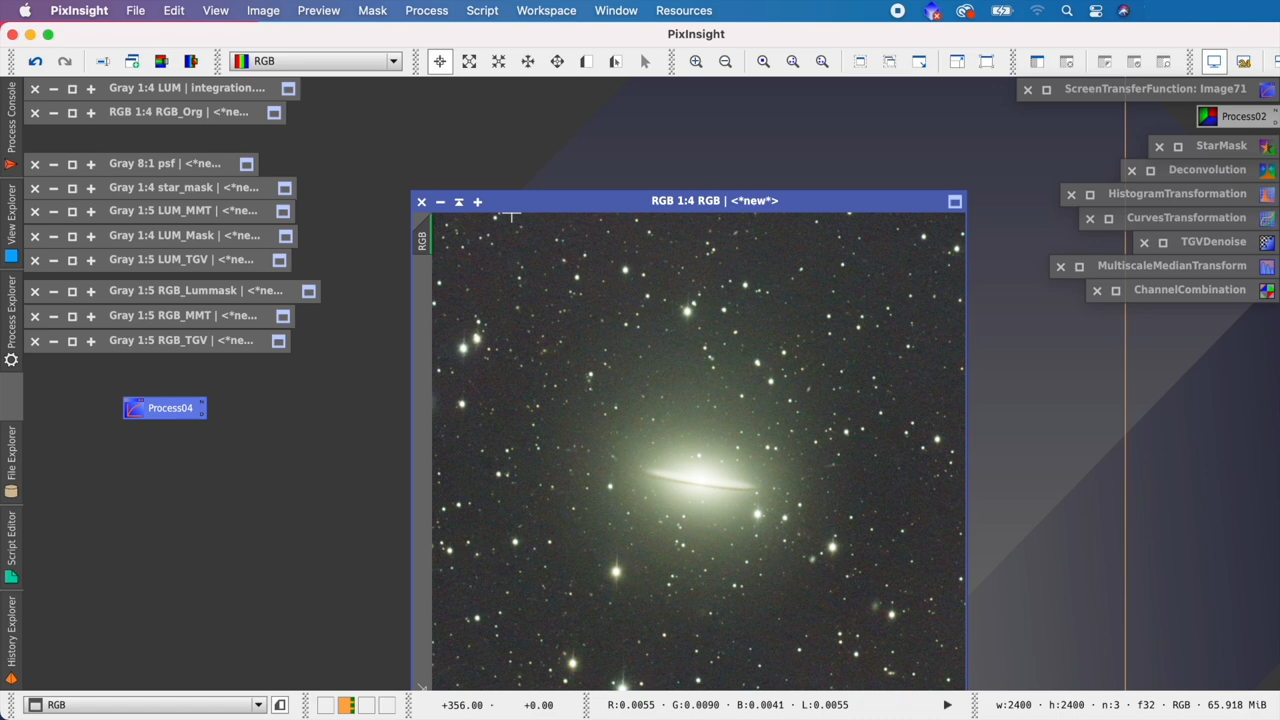 PixInsight File Edit View Image Preview Mask Process Script Workspace Window Resources
PixInsight
RGB
Process Console
View Explorer
Process Explorer
File Explorer
Script Editor
History Explorer
Gray 1:4 LUM | integration....
RGB 1:4 RGB_Org | <*ne...
Gray 8:1 psf | <*ne...
Gray 1:4 star_mask | <*ne...
Gray 1:5 LUM_MMT | <*ne...
Gray 1:4 LUM_Mask | <*ne...
Gray 1:5 LUM_TGV | <*ne...
Gray 1:5 RGB_Lummask | <*ne...
Gray 1:5 RGB_MMT | <*ne...
Gray 1:5 RGB_TGV | <*ne...
Process04
N
D
RGB 1:4 RGB | <*new*>
RGB
ScreenTransferFunction: Image71
Process02
N
D
StarMask
Deconvolution
HistogramTransformation
CurvesTransformation
TGVDenoise
MultiscaleMedianTransform
ChannelCombination
RGB
+356.00 · +0.00
R:0.0055 · G:0.0090 · B:0.0041 · L:0.0055
w:2400 · h:2400 · n:3 · f32 · RGB · 65.918 MiB